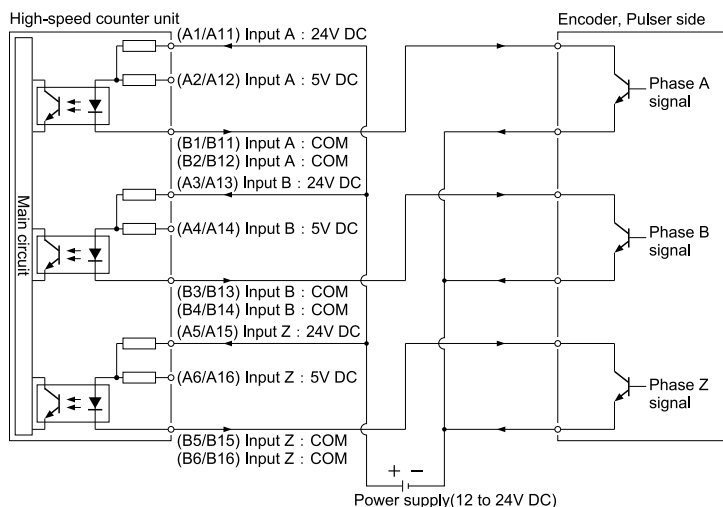 High-speed counter unit
Encoder, Pulser side
(A1/A11) Input A : 24V DC
(A2/A12) Input A : 5V DC
Phase A
signal
(B1/B11) Input A : COM
(B2/B12) Input A : COM
(A3/A13) Input B : 24V DC
Main circuit
(A4/A14) Input B : 5V DC
Phase B
signal
(B3/B13) Input B : COM
(B4/B14) Input B : COM
(A5/A15) Input Z : 24V DC
(A6/A16) Input Z : 5V DC
Phase Z
signal
(B5/B15) Input Z : COM
(B6/B16) Input Z : COM
+ −
Power supply(12 to 24V DC)